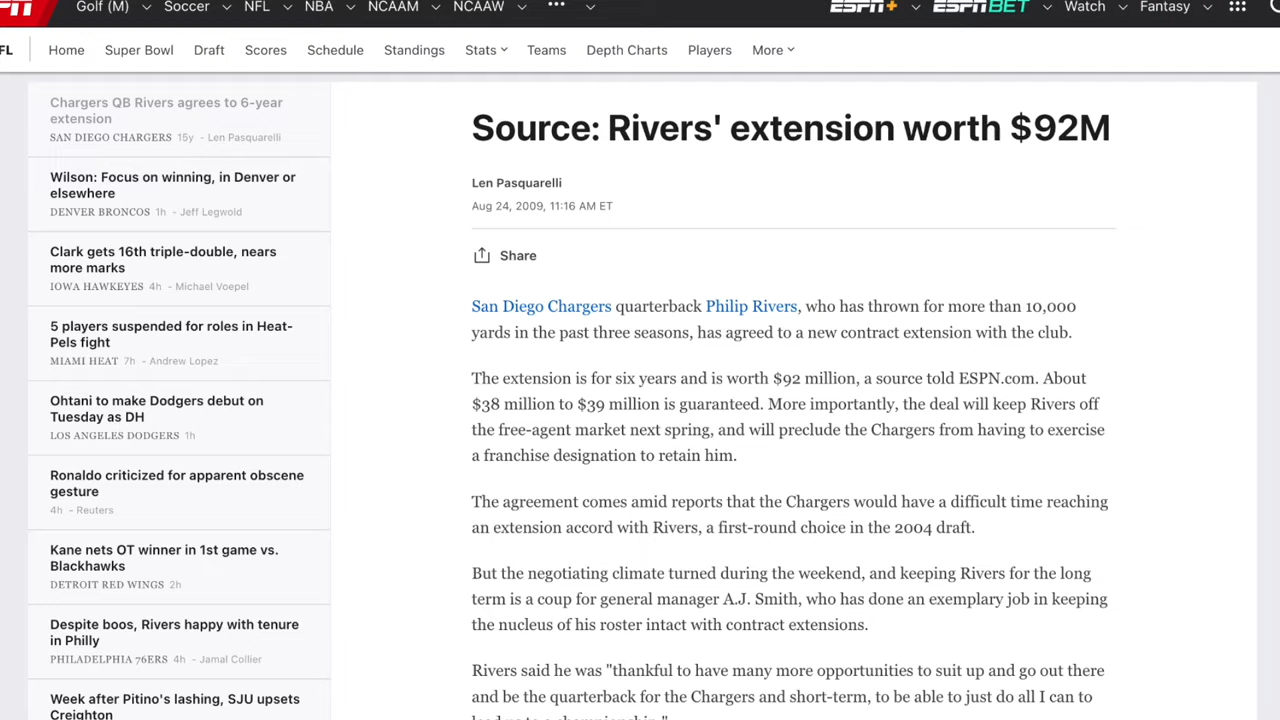 Golf (M)
Soccer
NFL
NBA
NCAAM
NCAAW
•••
ESPN+
ESPN BET
Watch
Fantasy
FL
Home
Super Bowl
Draft
Scores
Schedule
Standings
Stats
Teams
Depth Charts
Players
More
Chargers QB Rivers agrees to 6-year
extension
SAN DIEGO CHARGERS 15y - Len Pasquarelli
Wilson: Focus on winning, in Denver or
elsewhere
DENVER BRONCOS 1h - Jeff Legwold
Clark gets 16th triple-double, nears
more marks
IOWA HAWKEYES 4h - Michael Voepel
5 players suspended for roles in Heat-
Pels fight
MIAMI HEAT 7h - Andrew Lopez
Ohtani to make Dodgers debut on
Tuesday as DH
LOS ANGELES DODGERS 1h
Ronaldo criticized for apparent obscene
gesture
4h - Reuters
Kane nets OT winner in 1st game vs.
Blackhawks
DETROIT RED WINGS 2h
Despite boos, Rivers happy with tenure
in Philly
PHILADELPHIA 76ERS 4h - Jamal Collier
Week after Pitino's lashing, SJU upsets
Creighton
Source: Rivers' extension worth $92M
Len Pasquarelli
Aug 24, 2009, 11:16 AM ET
Share
San Diego Chargers quarterback Philip Rivers, who has thrown for more than 10,000
yards in the past three seasons, has agreed to a new contract extension with the club.
The extension is for six years and is worth $92 million, a source told ESPN.com. About
$38 million to $39 million is guaranteed. More importantly, the deal will keep Rivers off
the free-agent market next spring, and will preclude the Chargers from having to exercise
a franchise designation to retain him.
The agreement comes amid reports that the Chargers would have a difficult time reaching
an extension accord with Rivers, a first-round choice in the 2004 draft.
But the negotiating climate turned during the weekend, and keeping Rivers for the long
term is a coup for general manager A.J. Smith, who has done an exemplary job in keeping
the nucleus of his roster intact with contract extensions.
Rivers said he was "thankful to have many more opportunities to suit up and go out there
and be the quarterback for the Chargers and short-term, to be able to just do all I can to
lead us to a championship."